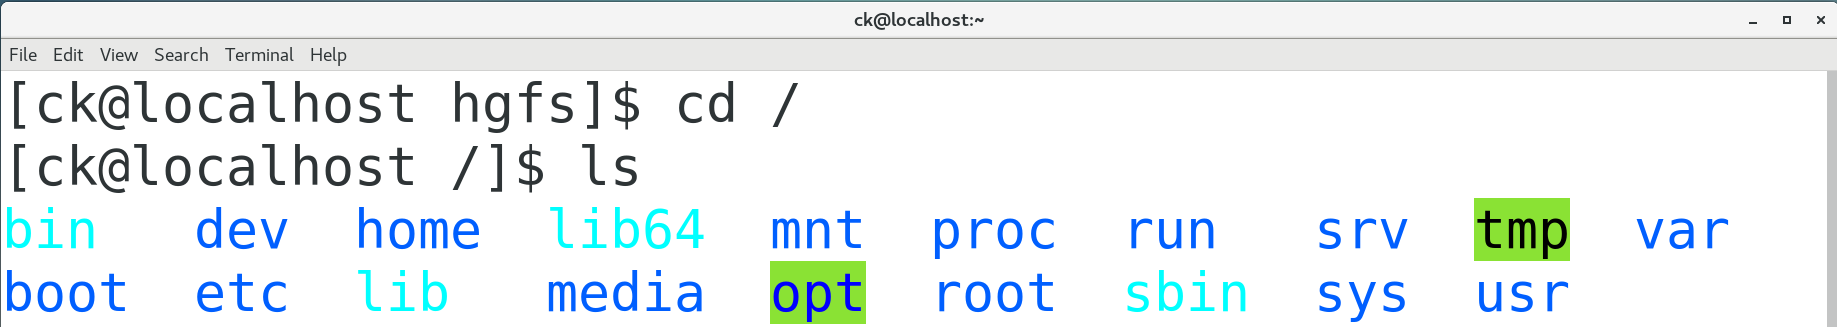 ck@localhost:~
File Edit View Search Terminal Help
[ck@localhost hgfs]$ cd /
[ck@localhost /]$ ls
bin dev home lib64 mnt proc run srv tmp var
boot etc lib media opt root sbin sys usr